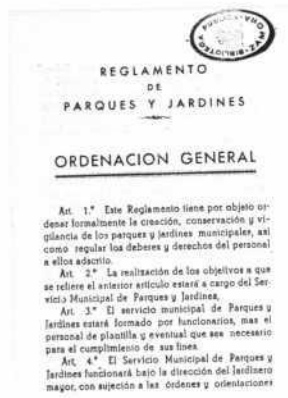 REGLAMENTO
DE
PARQUES Y JARDINES
ORDENACION GENERAL
Art. 1.º Este Reglamento tiene por objeto or-
denar formalmente la creación, conservación y vi-
gilancia de los parques y jardines municipales, así
como regular los deberes y derechos del personal
a ellos adscrito.
Art. 2.º La realización de los objetivos a que
se refiere el anterior artículo estará a cargo del Ser-
vicio Municipal de Parques y Jardines,
Art. 3.º El servicio municipal de Parques y
Jardines estará formado por funcionarios, mas el
personal de plantilla y eventual que sea necesario
para el cumplimiento de sus fines.
Art. 4.º El Servicio Municipal de Parques y
Jardines funcionará bajo la dirección del Jardinero
mayor, con sujeción a las órdenes y orientaciones